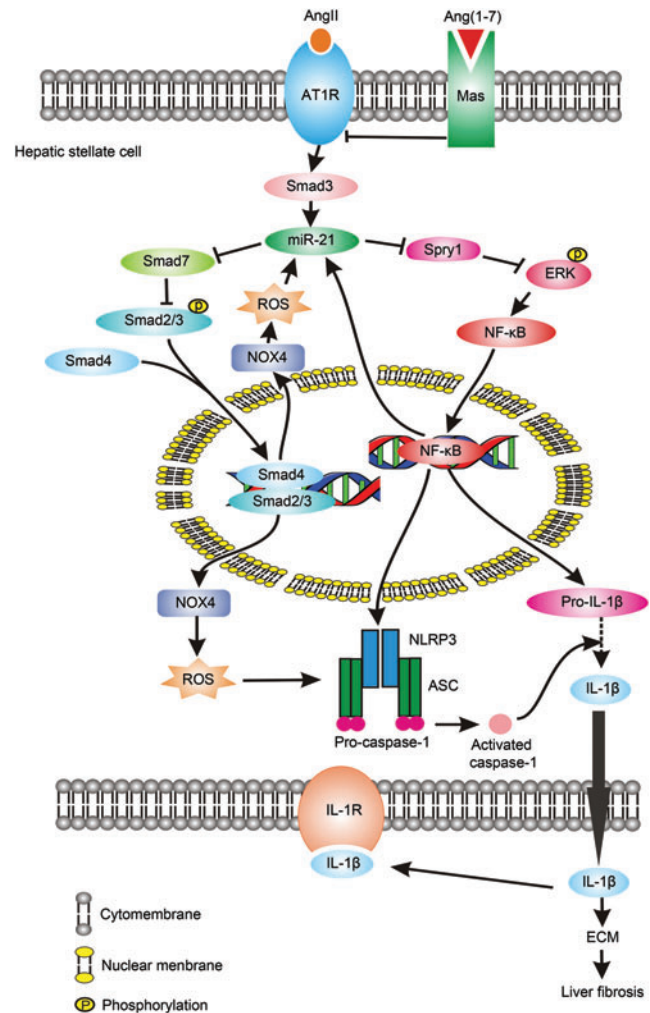 AngII
Ang(1-7)
AT1R
Mas
Hepatic stellate cell
Smad3
miR-21
Spry1
P
ERK
Smad7
ROS
P
Smad2/3
NF-κB
NOX4
Smad4
NF-κB
Smad4
Smad2/3
NOX4
Pro-IL-1β
NLRP3
ROS
ASC
IL-1β
Pro-caspase-1
Activated
caspase-1
IL-1R
IL-1β
IL-1β
Cytomembrane
ECM
Nuclear menbrane
Liver fibrosis
P Phosphorylation